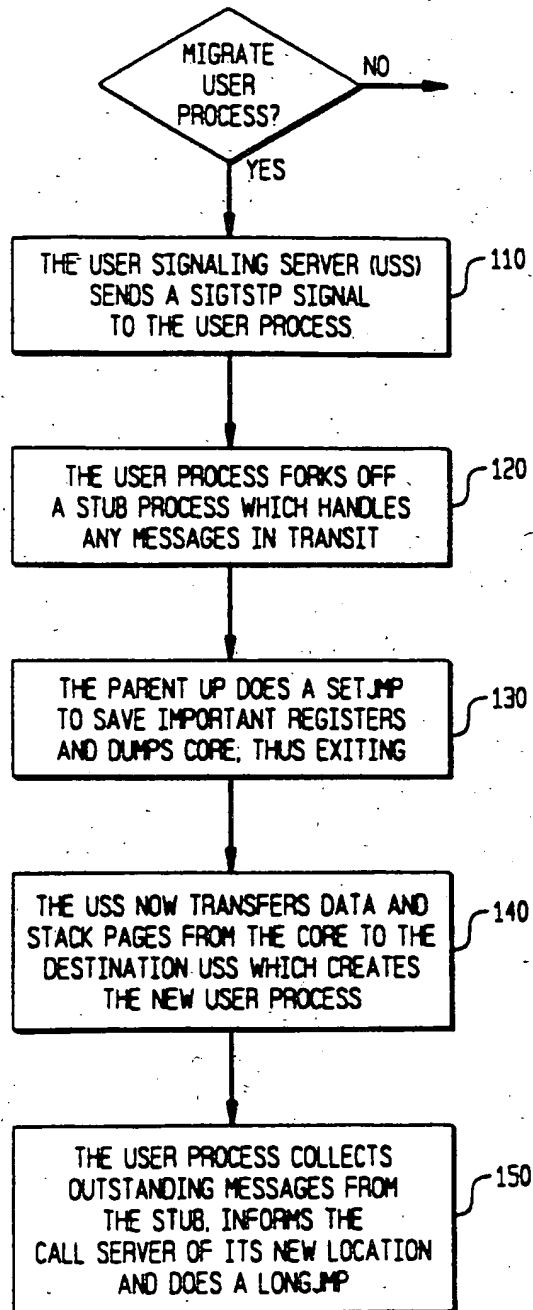 MIGRATE
USER
PROCESS?
NO
YES
THE USER SIGNALING SERVER (USS)
SENDS A SIGTSTP SIGNAL
TO THE USER PROCESS
110
THE USER PROCESS FORKS OFF
A STUB PROCESS WHICH HANDLES
ANY MESSAGES IN TRANSIT
120
THE PARENT UP DOES A SETJMP
TO SAVE IMPORTANT REGISTERS
AND DUMPS CORE, THUS EXITING
130
THE USS NOW TRANSFERS DATA AND
STACK PAGES FROM THE CORE TO THE
DESTINATION USS WHICH CREATES
THE NEW USER PROCESS
140
THE USER PROCESS COLLECTS
OUTSTANDING MESSAGES FROM
THE STUB, INFORMS THE
CALL SERVER OF ITS NEW LOCATION
AND DOES A LONGJMP
150